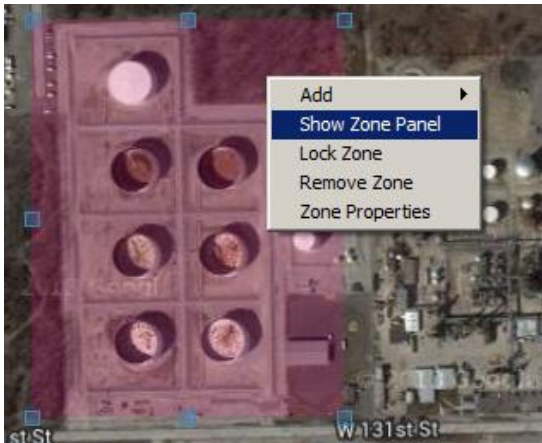 Add
Show Zone Panel
Lock Zone
Remove Zone
Zone Properties
st St
W 131st St